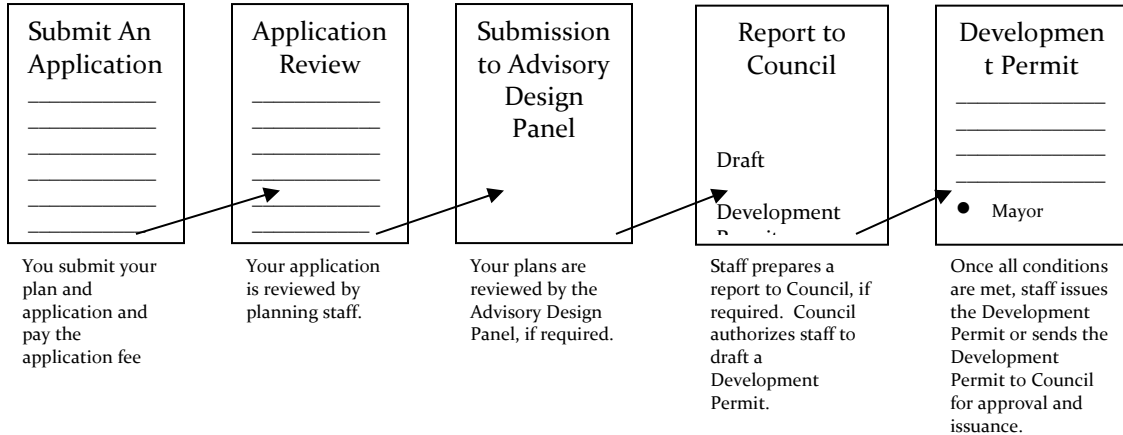 Submit An
Application
Application
Review
Submission
to Advisory
Design
Panel
Report to
Council
Draft
Development
Developmen
t Permit
● Mayor
You submit your
plan and
application and
pay the
application fee
Your application
is reviewed by
planning staff.
Your plans are
reviewed by the
Advisory Design
Panel, if required.
Staff prepares a
report to Council, if
required. Council
authorizes staff to
draft a
Development
Permit.
Once all conditions
are met, staff issues
the Development
Permit or sends the
Development
Permit to Council
for approval and
issuance.